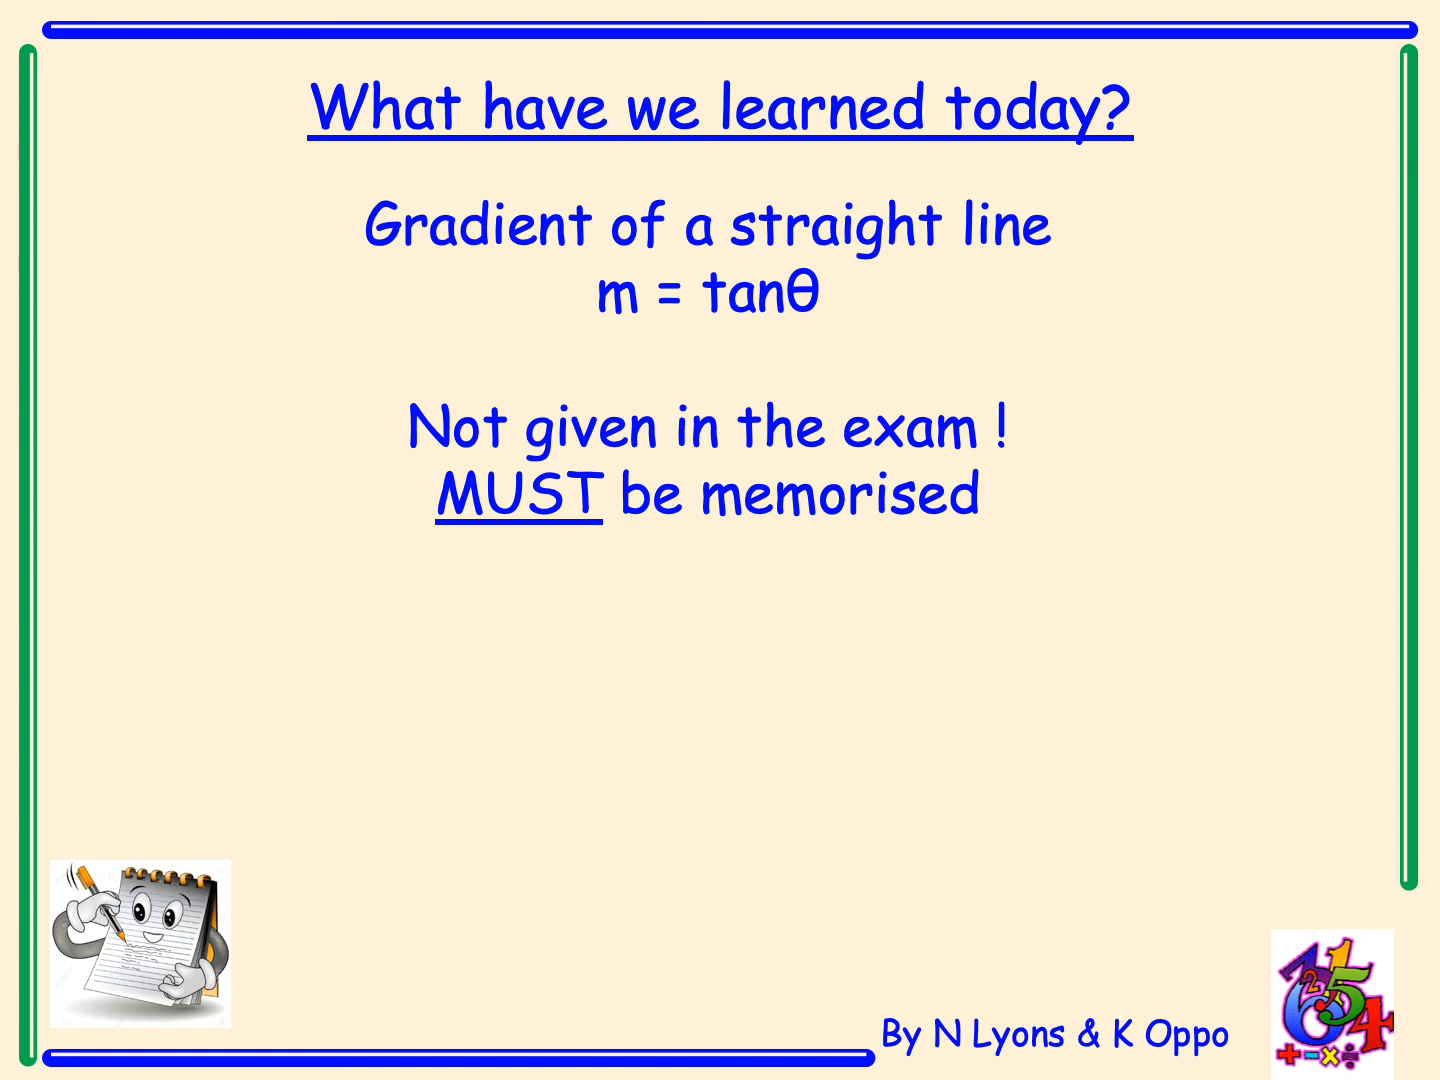 What have we learned today?
Gradient of a straight line
m = tanθ
Not given in the exam !
MUST be memorised
By N Lyons & K Oppo